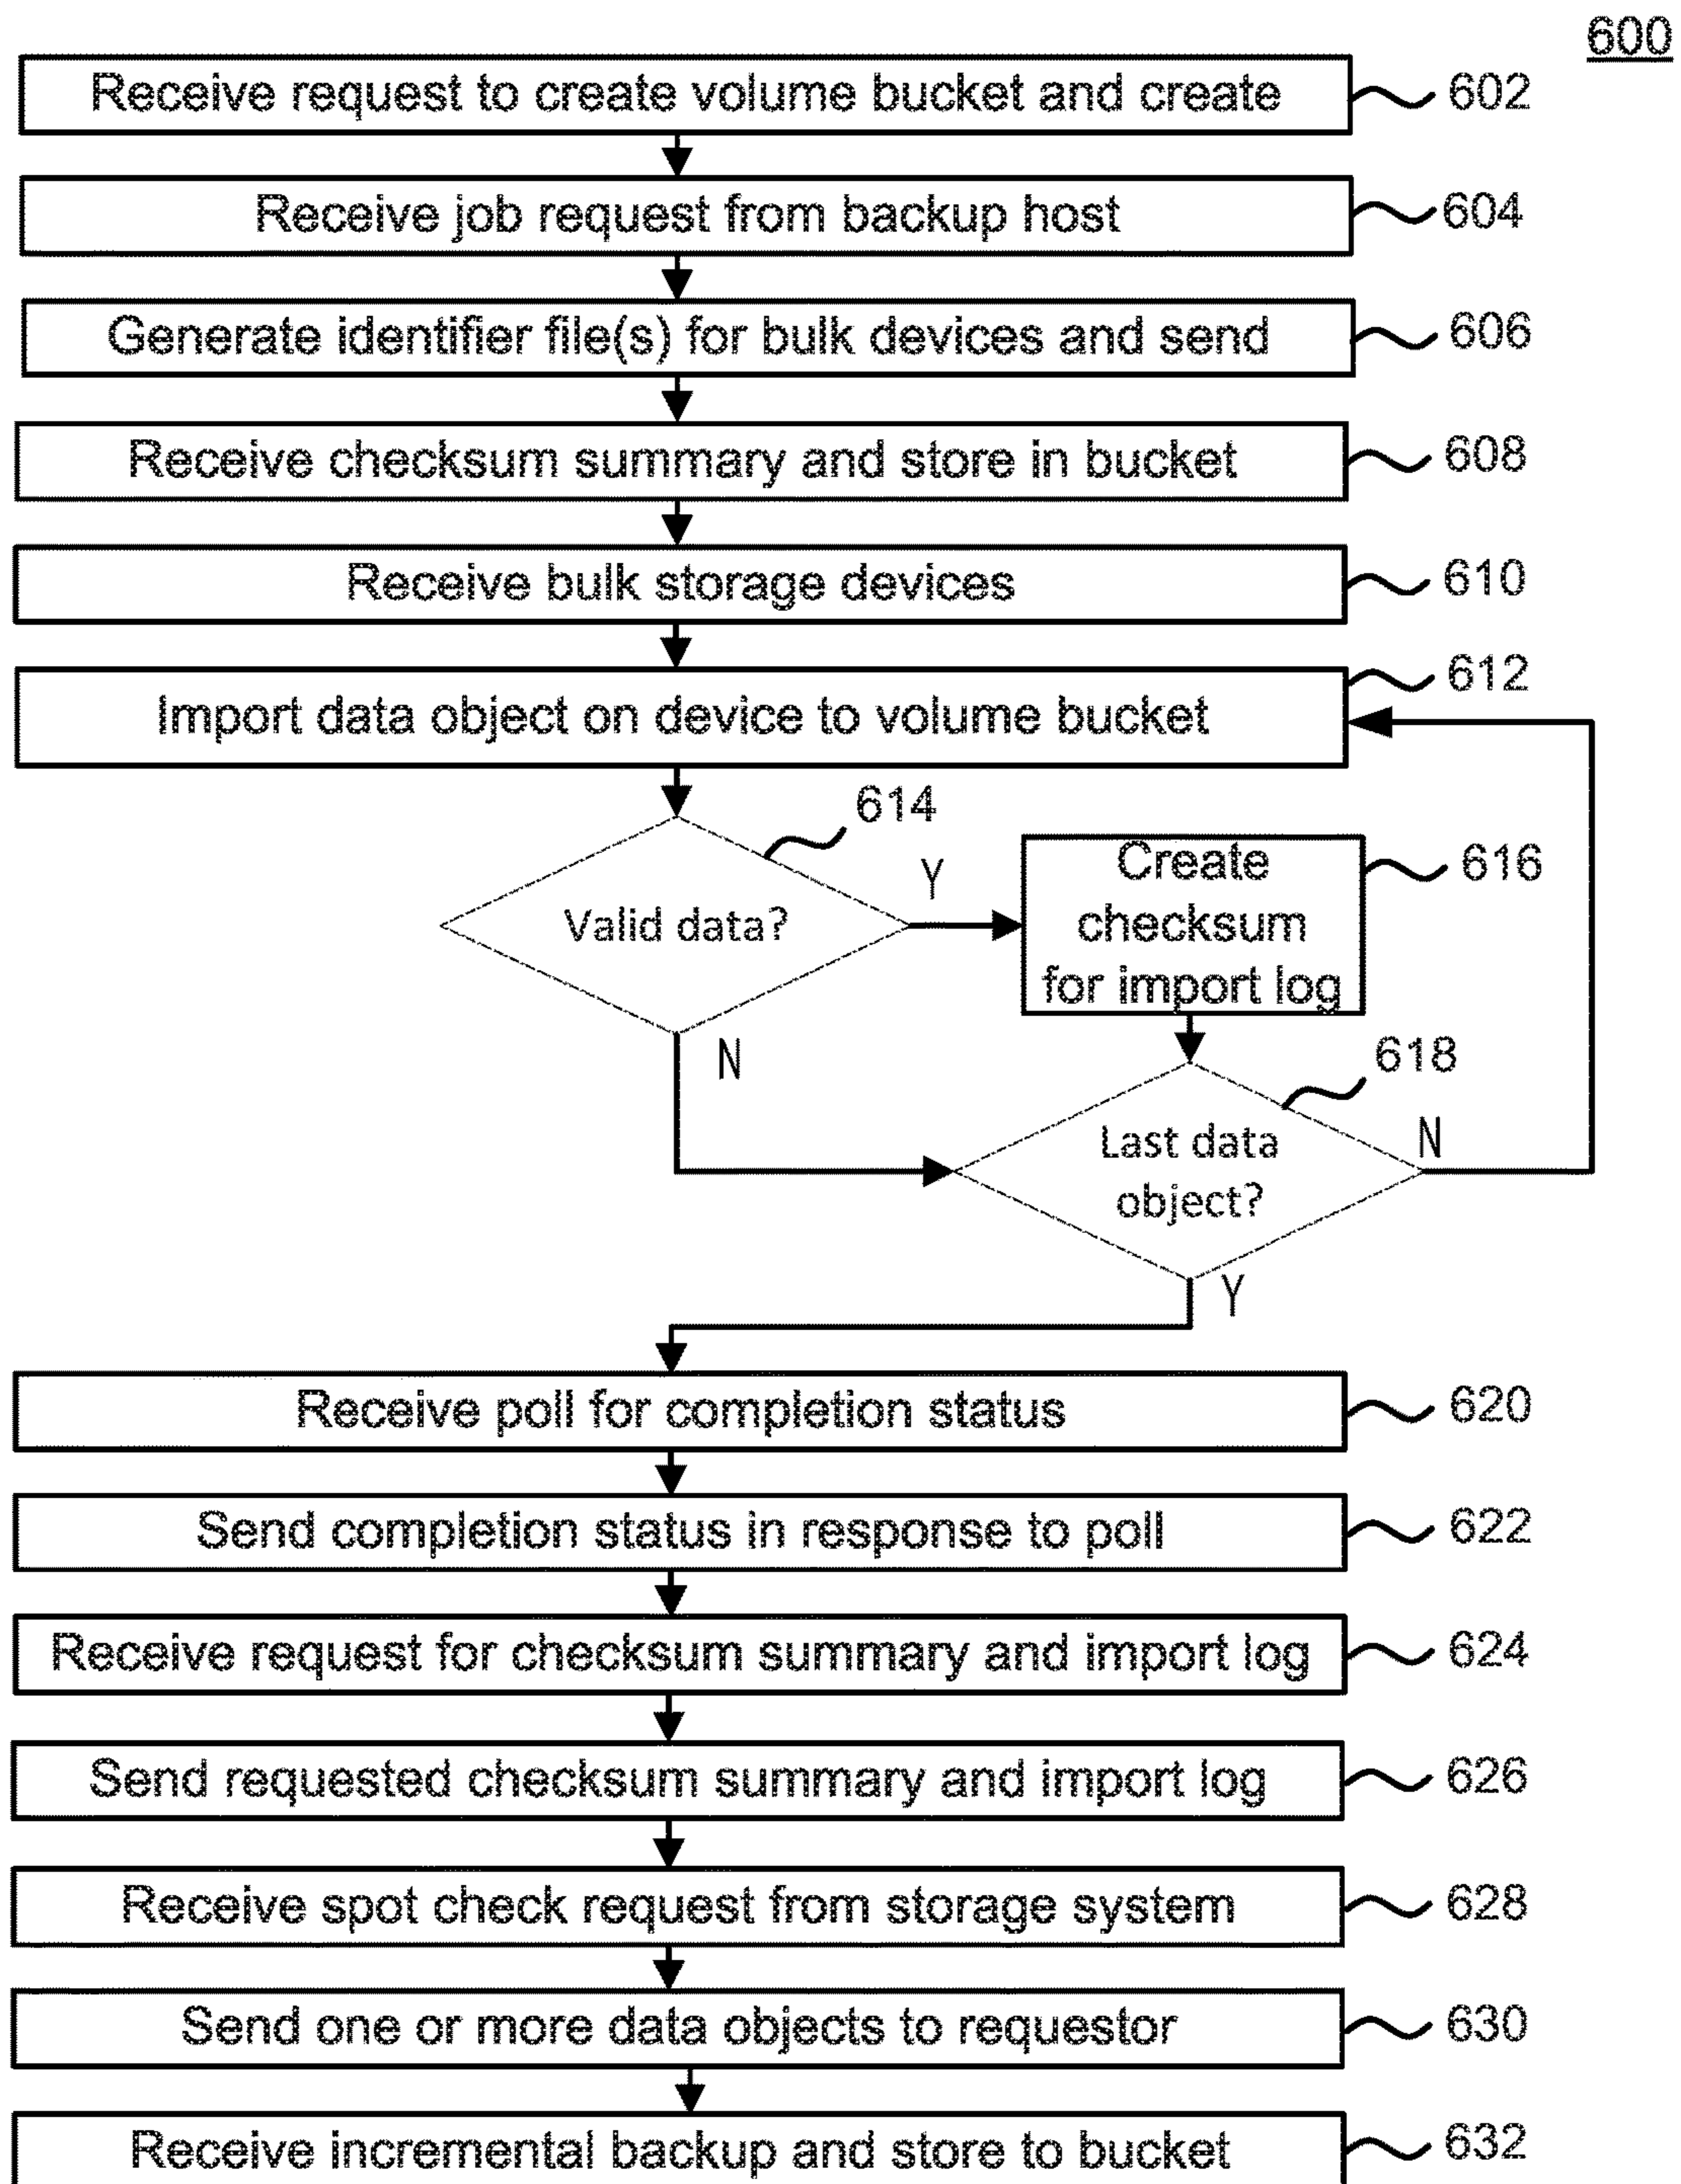 600
Receive request to create volume bucket and create
602
Receive job request from backup host
604
Generate identifier file(s) for bulk devices and send
606
Receive checksum summary and store in bucket
608
Receive bulk storage devices
610
Import data object on device to volume bucket
612
614
Valid data?
Y
N
Create
checksum
for import log
616
618
Last data
object?
N
Y
Receive poll for completion status
620
Send completion status in response to poll
622
Receive request for checksum summary and import log
624
Send requested checksum summary and import log
626
Receive spot check request from storage system
628
Send one or more data objects to requestor
630
Receive incremental backup and store to bucket
632